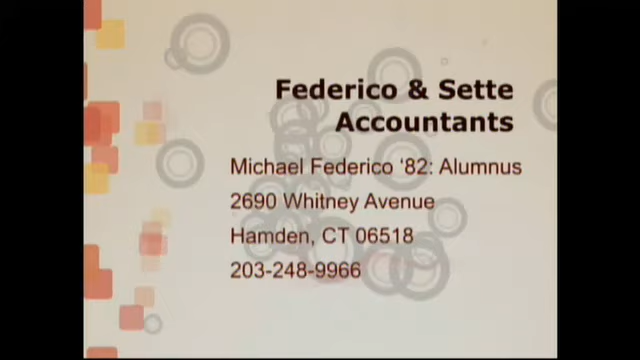 Federico & Sette
Accountants
Michael Federico ‘82: Alumnus
2690 Whitney Avenue
Hamden, CT 06518
203-248-9966